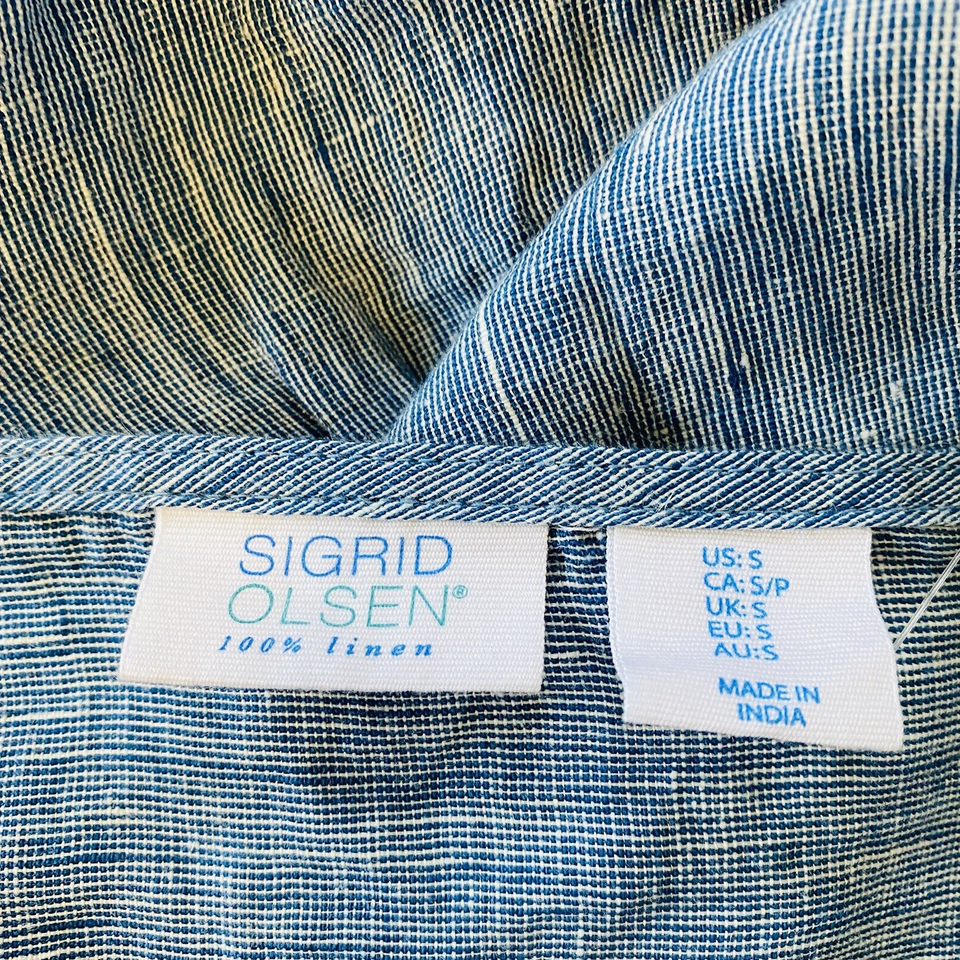 SIGRID
OLSEN®
100% linen
US: S
CA: S/P
UK: S
EU: S
AU: S
MADE IN
INDIA